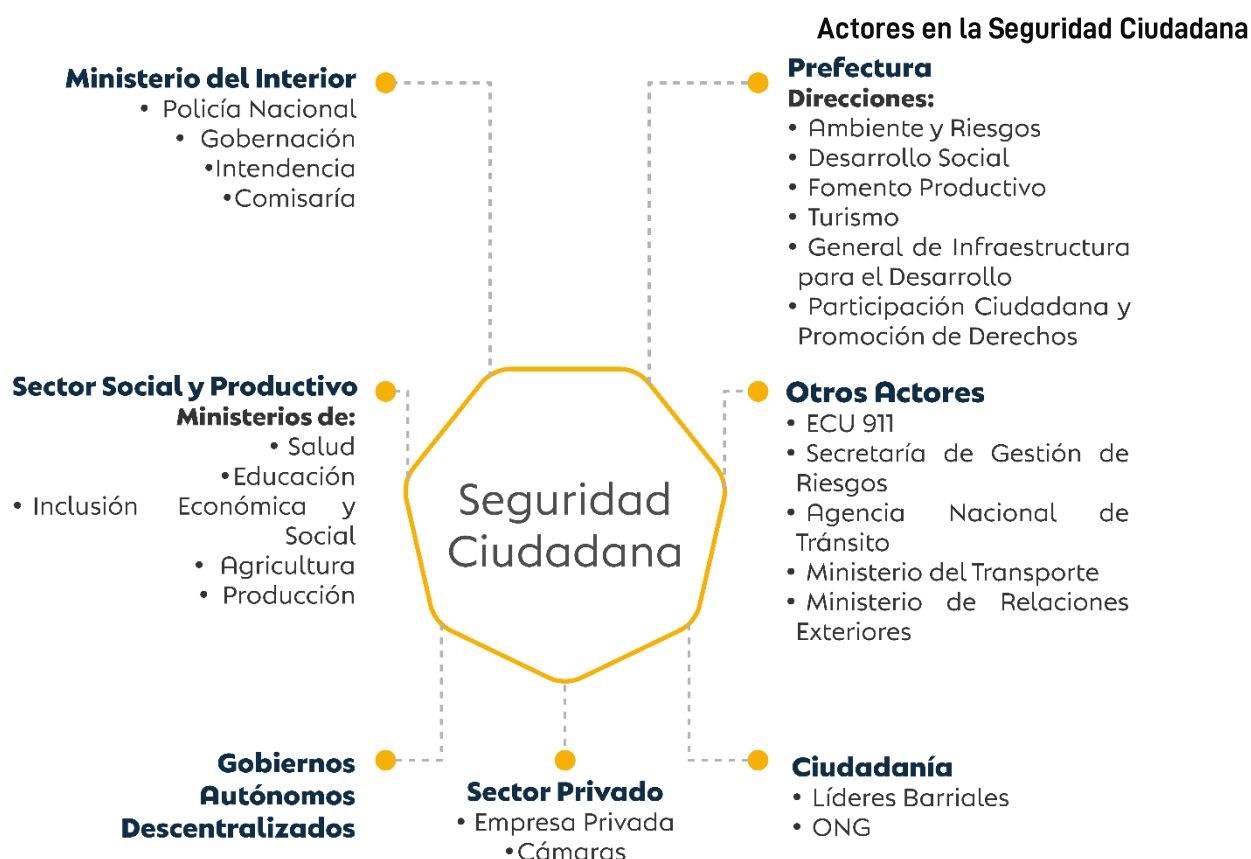 Actores en la Seguridad Ciudadana
Ministerio del Interior
• Policía Nacional
• Gobernación
•Intendencia
•Comisaría
Prefectura
Direcciones:
• Ambiente y Riesgos
• Desarrollo Social
• Fomento Productivo
• Turismo
• General de Infraestructura
para el Desarrollo
• Participación Ciudadana y
Promoción de Derechos
Sector Social y Productivo
Ministerios de:
• Salud
•Educación
• Inclusión Económica y
Social
• Agricultura
• Producción
Seguridad
Ciudadana
Otros Actores
• ECU 911
• Secretaría de Gestión de
Riesgos
• Agencia Nacional de
Tránsito
• Ministerio del Transporte
• Ministerio de Relaciones
Exteriores
Gobiernos
Autónomos
Descentralizados
Sector Privado
• Empresa Privada
•Cámaras
Ciudadanía
• Líderes Barriales
• ONG